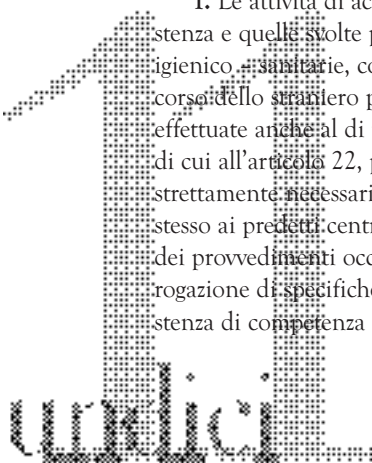 1. Le attività di ac
stenza e quelle svolte p
igienico – sanitarie, co
corso dello straniero p
effettuate anche al di
di cui all'articolo 22, p
strettamente necessari
stesso ai predetti centr
dei provvedimenti occ
rogazione di specifiche
stenza di competenza
11
undici